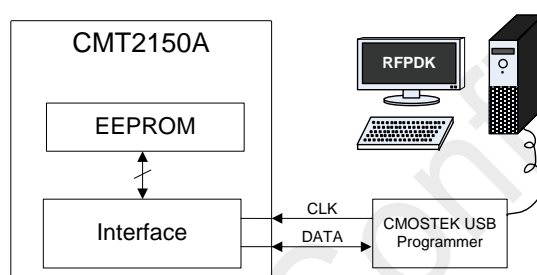 CMT2150A
RFPDK
EEPROM
Interface
CLK
DATA
CMOSTEK USB
Programmer